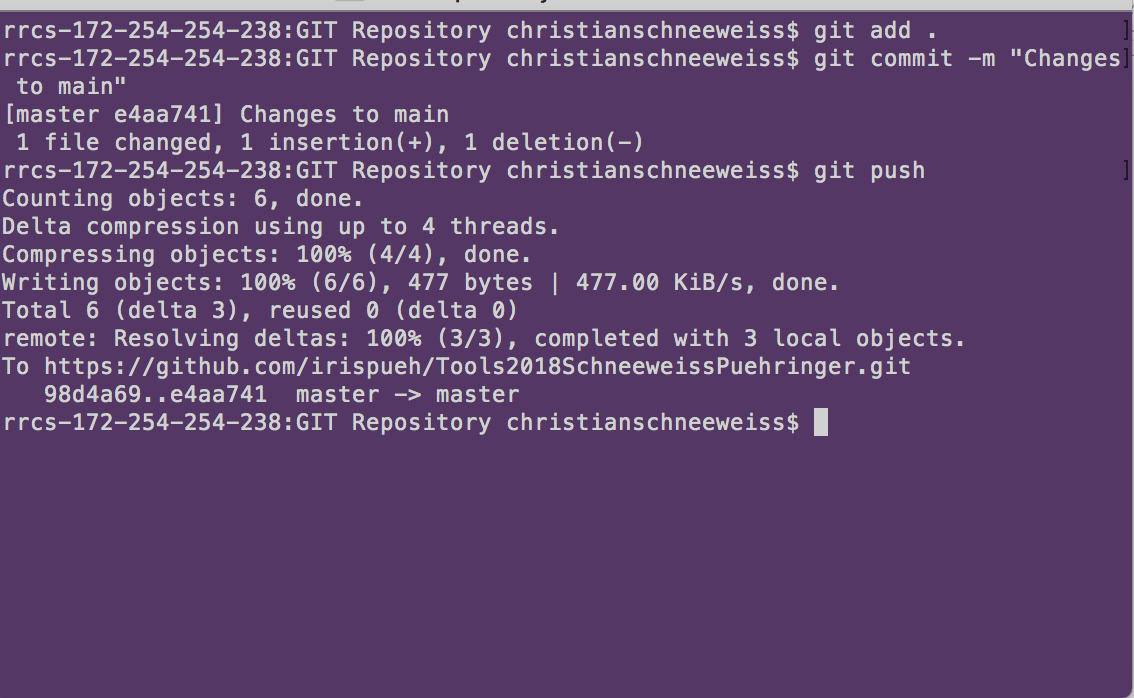 rrcs-172-254-254-238:GIT Repository christianschneeweiss$ git add .
rrcs-172-254-254-238:GIT Repository christianschneeweiss$ git commit -m "Changes
 to main"
[master e4aa741] Changes to main
 1 file changed, 1 insertion(+), 1 deletion(-)
rrcs-172-254-254-238:GIT Repository christianschneeweiss$ git push
Counting objects: 6, done.
Delta compression using up to 4 threads.
Compressing objects: 100% (4/4), done.
Writing objects: 100% (6/6), 477 bytes | 477.00 KiB/s, done.
Total 6 (delta 3), reused 0 (delta 0)
remote: Resolving deltas: 100% (3/3), completed with 3 local objects.
To https://github.com/irispueh/Tools2018SchneeweissPuehringer.git
   98d4a69..e4aa741  master -> master
rrcs-172-254-254-238:GIT Repository christianschneeweiss$